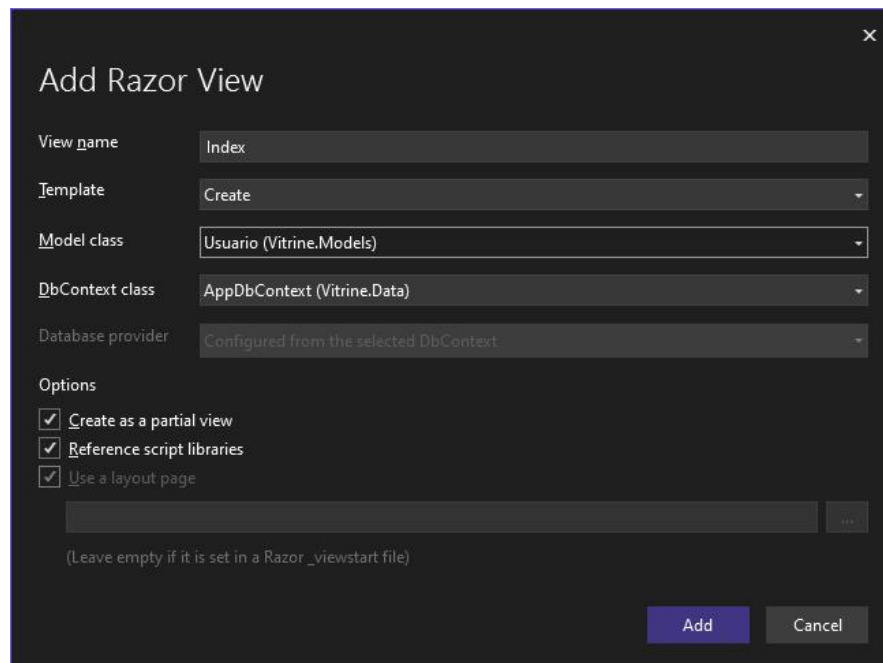 Add Razor View
View name
Index
Template
Create
Model class
Usuario (Vitrine.Models)
DbContext class
AppDbContext (Vitrine.Data)
Database provider
Configured from the selected DbContext
Options
Create as a partial view
Reference script libraries
Use a layout page
...
(Leave empty if it is set in a Razor _viewstart file)
Add
Cancel